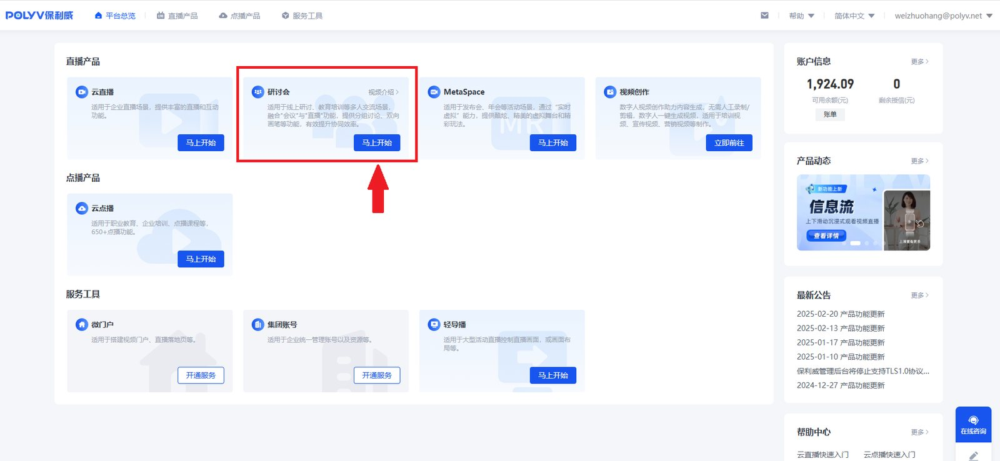 POLYV保利威
平台总览
直播产品
点播产品
服务工具
帮助
简体中文
weizhuohang@polyv.net
直播产品
云直播
适用于企业直播场景，提供丰富的直播和互动
功能。
马上开始
研讨会
视频介绍
适用于线上研讨、教育培训等多人交流场景，
融合"会议"与"直播"功能，提供分组讨论、双向
画笔等功能，有效提升协同效率。
马上开始
MetaSpace
适用于发布会、年会等活动场景，通过“实时
虚拟”能力，提供酷炫、精美的虚拟舞台和精
彩玩法。
MR
马上开始
视频创作
数字人视频创作助力内容生成，无需人工录制/
剪辑，数字人一键生成视频，适用于培训视
频、宣传视频、营销视频等制作。
立即前往
点播产品
云点播
适用于职业教育、企业培训、点播课程等，
650+点播功能。
马上开始
服务工具
微门户
适用于搭建视频门户、直播落地页等。
开通服务
集团账号
适用于企业统一管理账号以及资源等。
开通服务
轻导播
适用于大型活动直播控制直播画面，或画面布
局等。
马上开始
账户信息
更多
1,924.09
0
可用余额(元)
剩余授信(元)
账单
产品动态
更多
新功能上新
信息流
上下滑动沉浸式观看视频直播
查看详情
上滑查看更多
最新公告
更多
2025-02-20 产品功能更新
2025-02-13 产品功能更新
2025-01-17 产品功能更新
2025-01-10 产品功能更新
保利威管理后台将停止支持TLS1.0协议...
2024-12-27 产品功能更新
帮助中心
更多
云直播快速入门
云点播快速入门
在线咨询